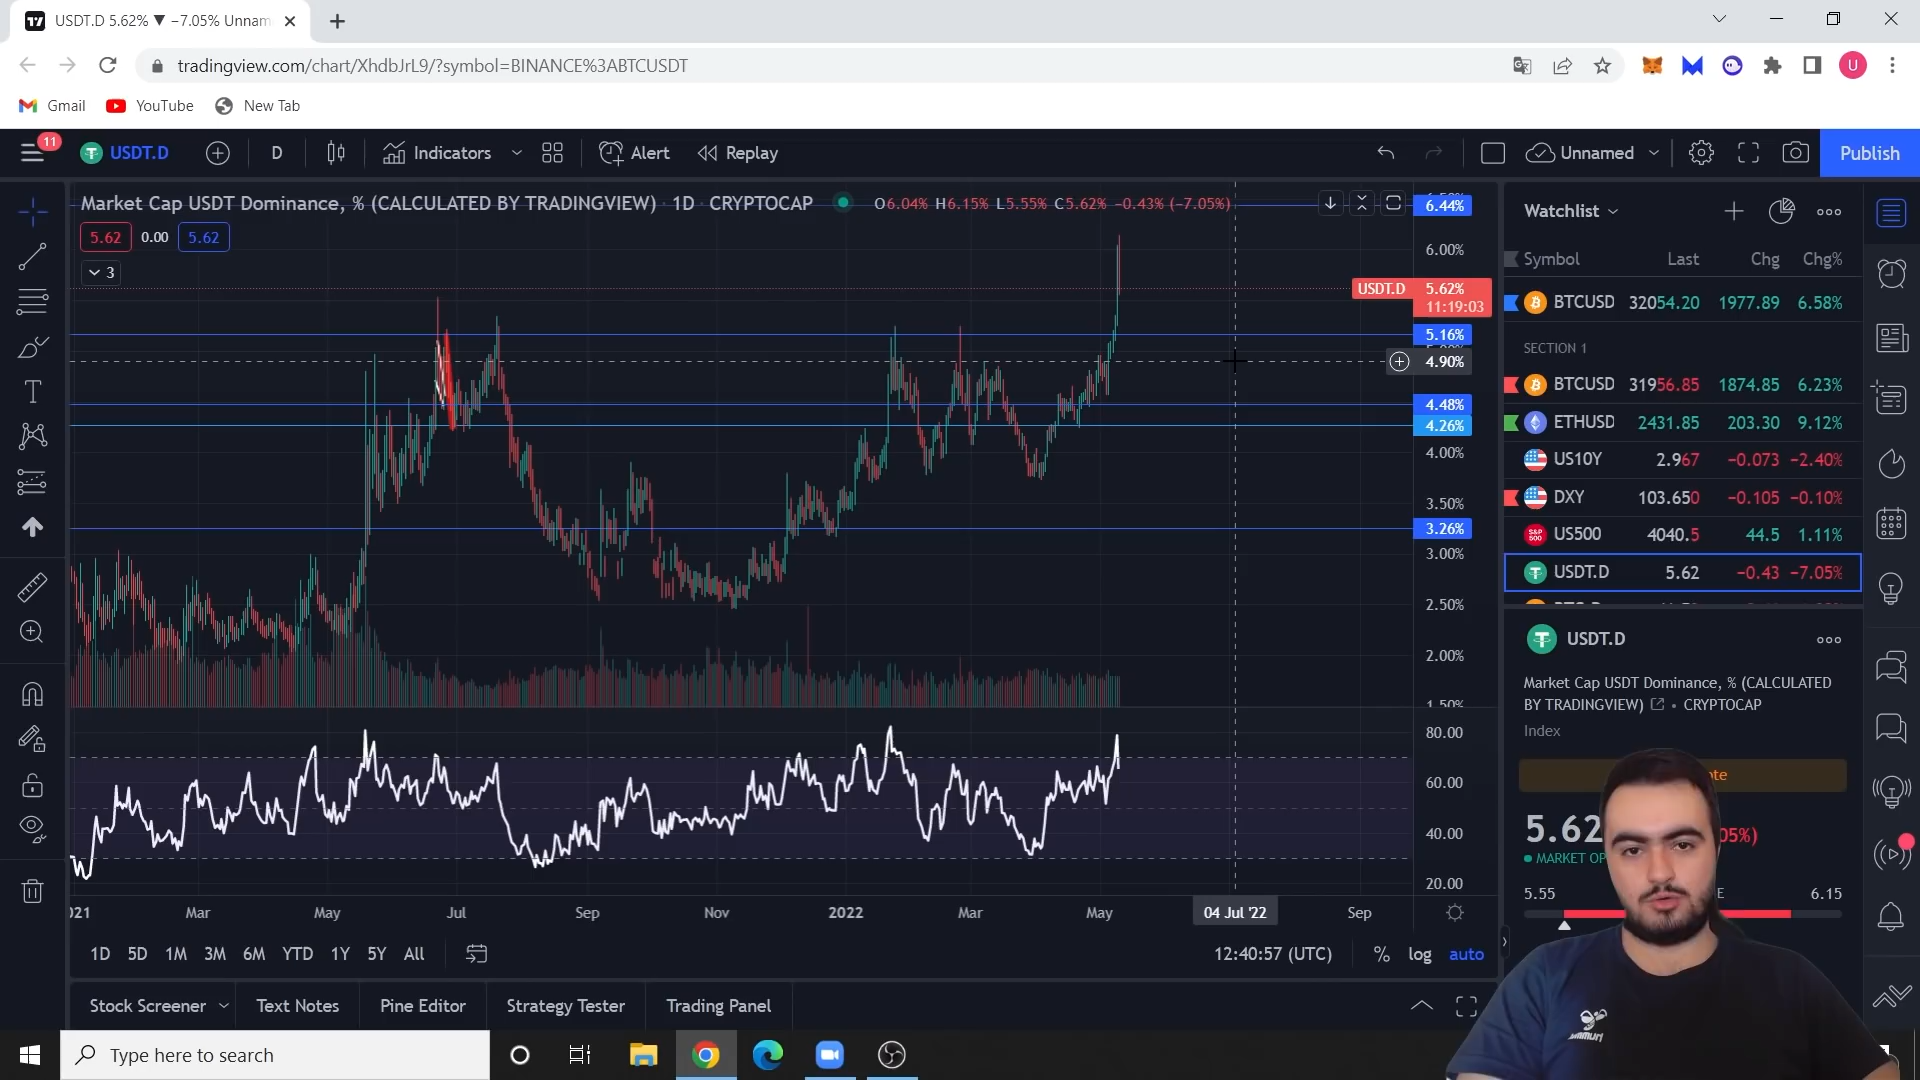 USDT.D 5.62% ▼ −7.05% Unnam
tradingview.com/chart/XhdbJrL9/?symbol=BINANCE%3ABTCUSDT
U
Gmail
YouTube
New Tab
11
USDT.D
D
Indicators
Alert
Replay
Unnamed
Publish
Market Cap USDT Dominance, % (CALCULATED BY TRADINGVIEW) · 1D · CRYPTOCAP
O6.04% H6.15% L5.55% C5.62% −0.43% (−7.05%)
5.62 0.00 5.62
3
6.44%
6.00%
USDT.D 5.62%
11:19:03
5.16%
4.90%
4.48%
4.26%
4.00%
3.50%
3.26%
3.00%
2.50%
2.00%
1.50%
80.00
60.00
40.00
20.00
Mar May Jul Sep Nov 2022 Mar May 04 Jul '22 Sep
1D 5D 1M 3M 6M YTD 1Y 5Y All
12:40:57 (UTC) % log auto
Stock Screener Text Notes Pine Editor Strategy Tester Trading Panel
Watchlist
Symbol Last Chg Chg%
BTCUSD 32054.20 1977.89 6.58%
SECTION 1
BTCUSD 31956.85 1874.85 6.23%
ETHUSD 2431.85 203.30 9.12%
US10Y 2.967 −0.073 −2.40%
DXY 103.650 −0.105 −0.10%
US500 4040.5 44.5 1.11%
USDT.D 5.62 −0.43 −7.05%
USDT.D
Market Cap USDT Dominance, % (CALCULATED
BY TRADINGVIEW) • CRYPTOCAP
Index
5.62
MARKET OP
5.55 6.15
Type here to search